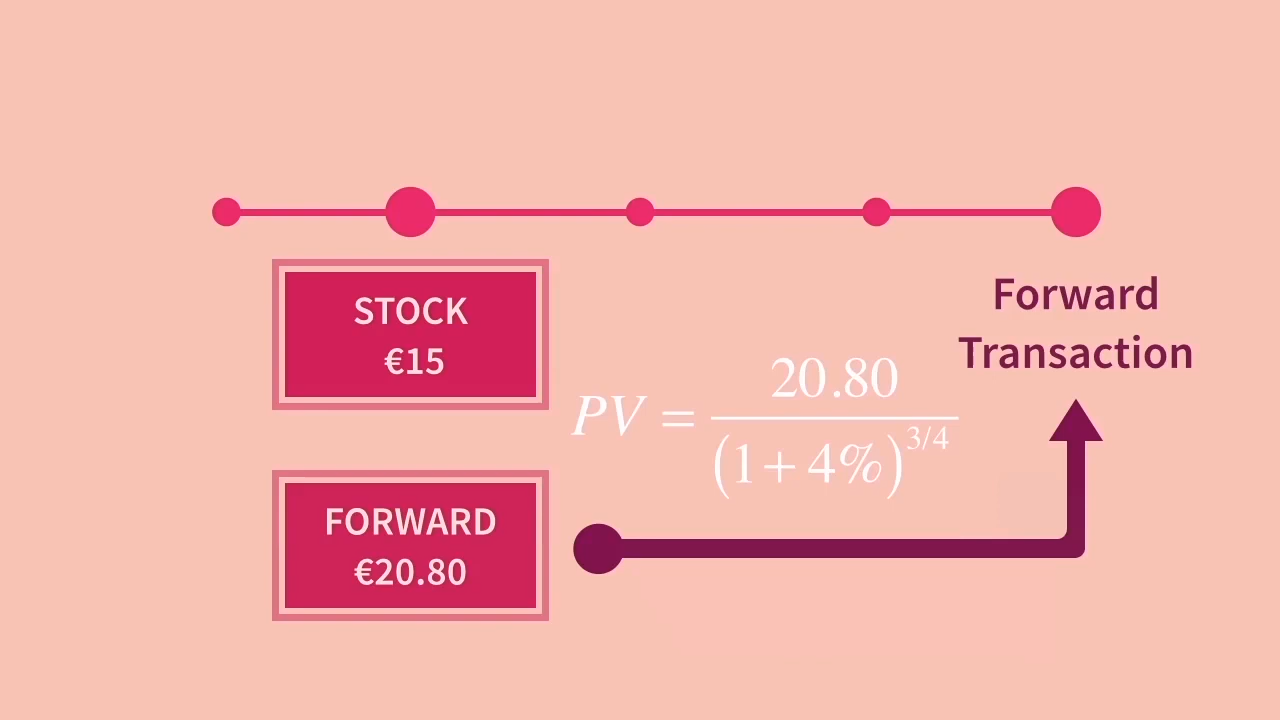 STOCK
€15
Forward
Transaction
PV = 20.80 / (1 + 4%)^3/4
FORWARD
€20.80